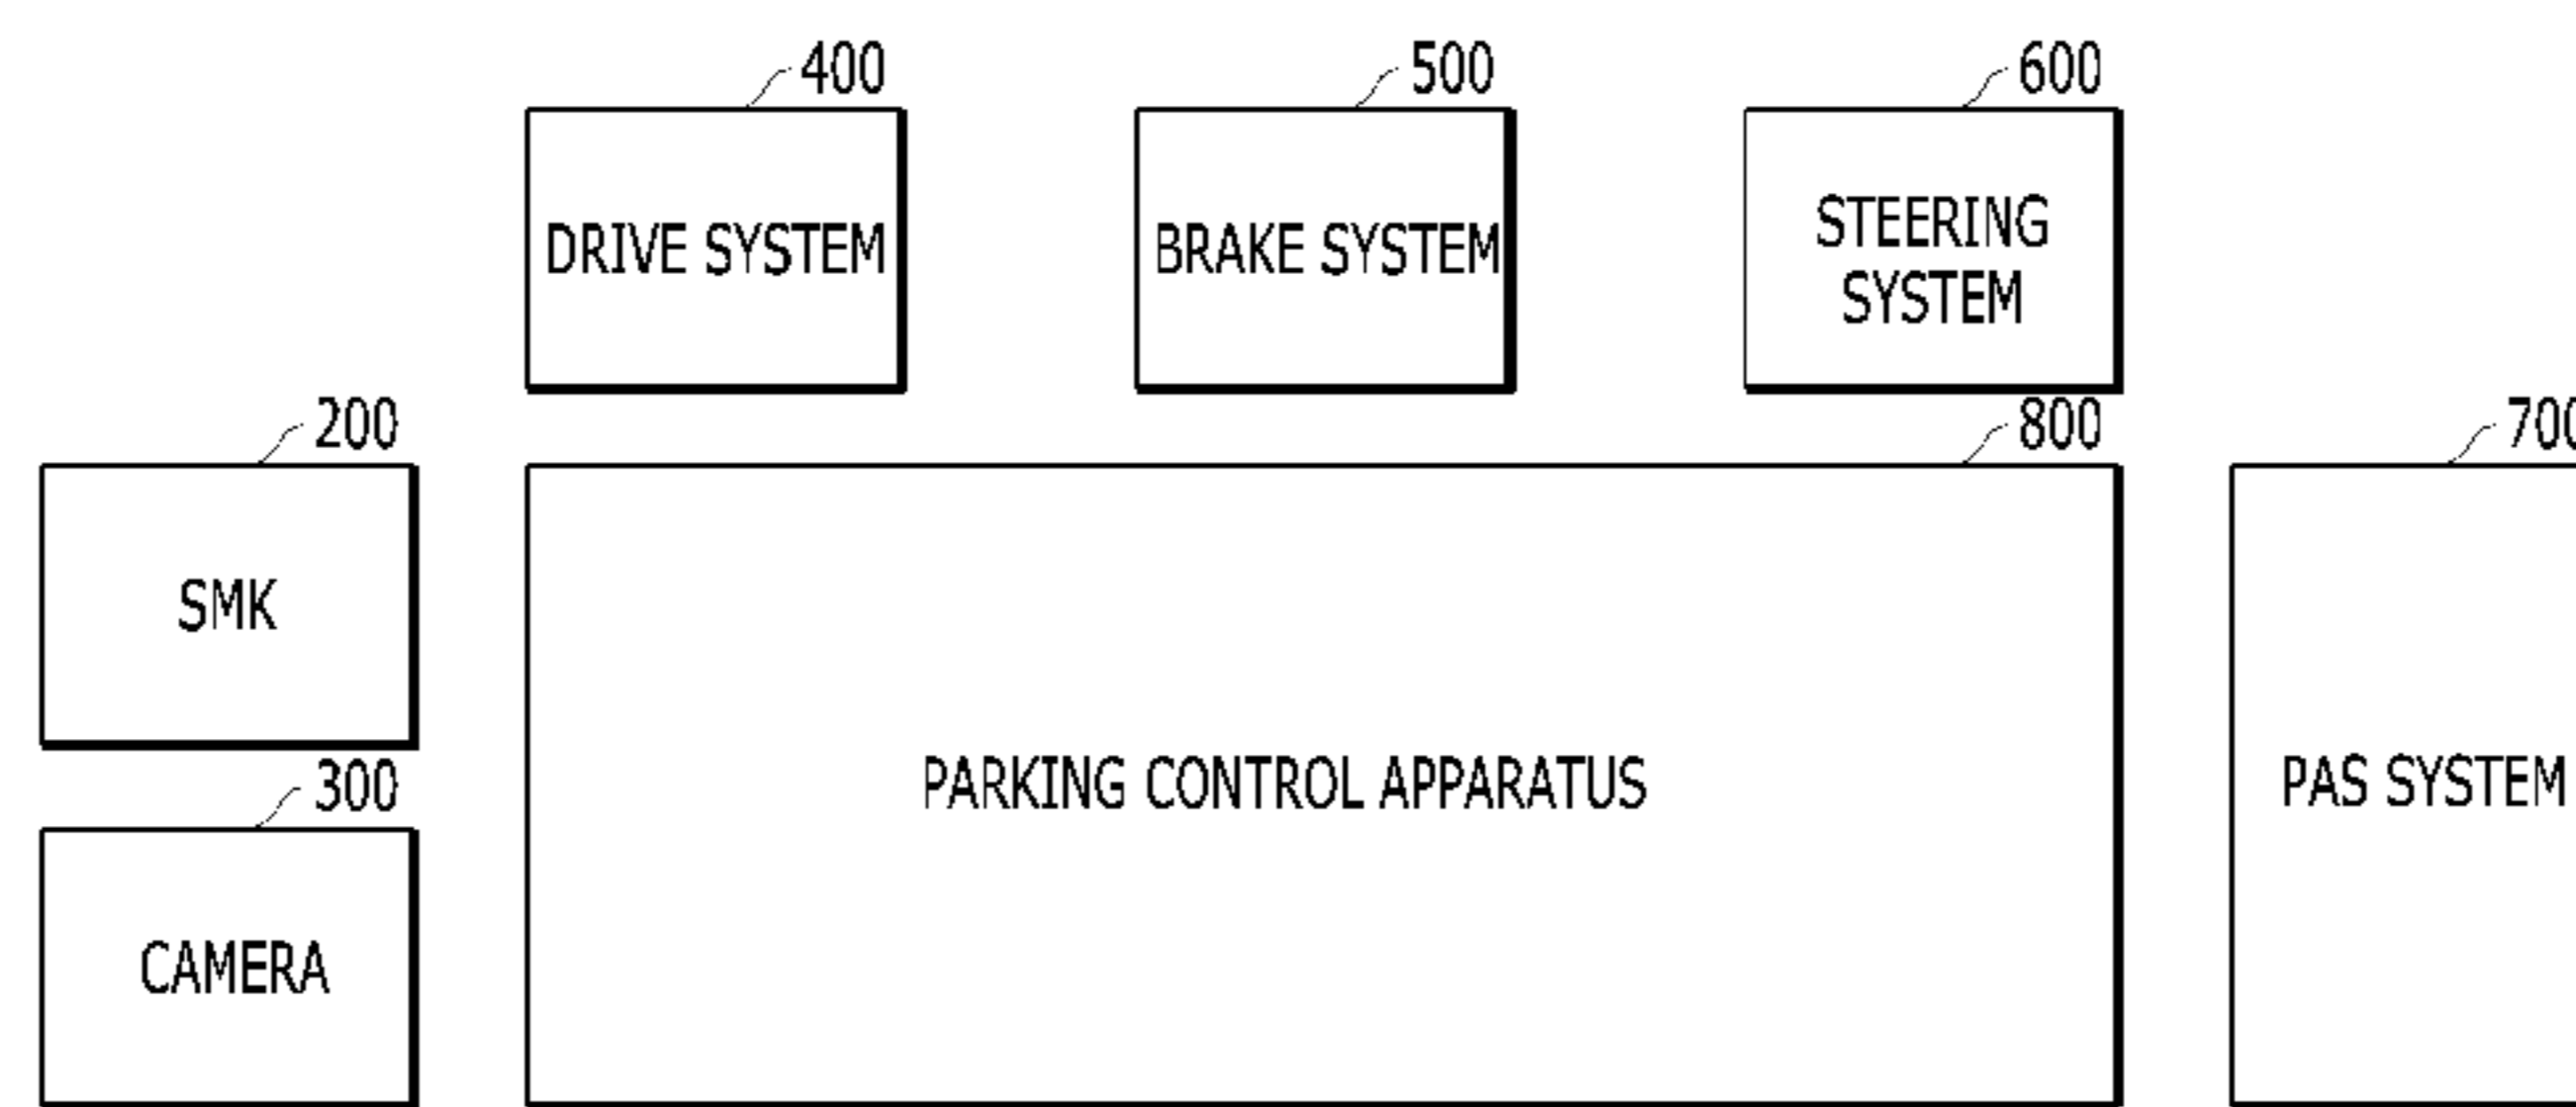 400
500
600
DRIVE SYSTEM
BRAKE SYSTEM
STEERING
SYSTEM
200
800
700
SMK
PARKING CONTROL APPARATUS
PAS SYSTEM
300
CAMERA